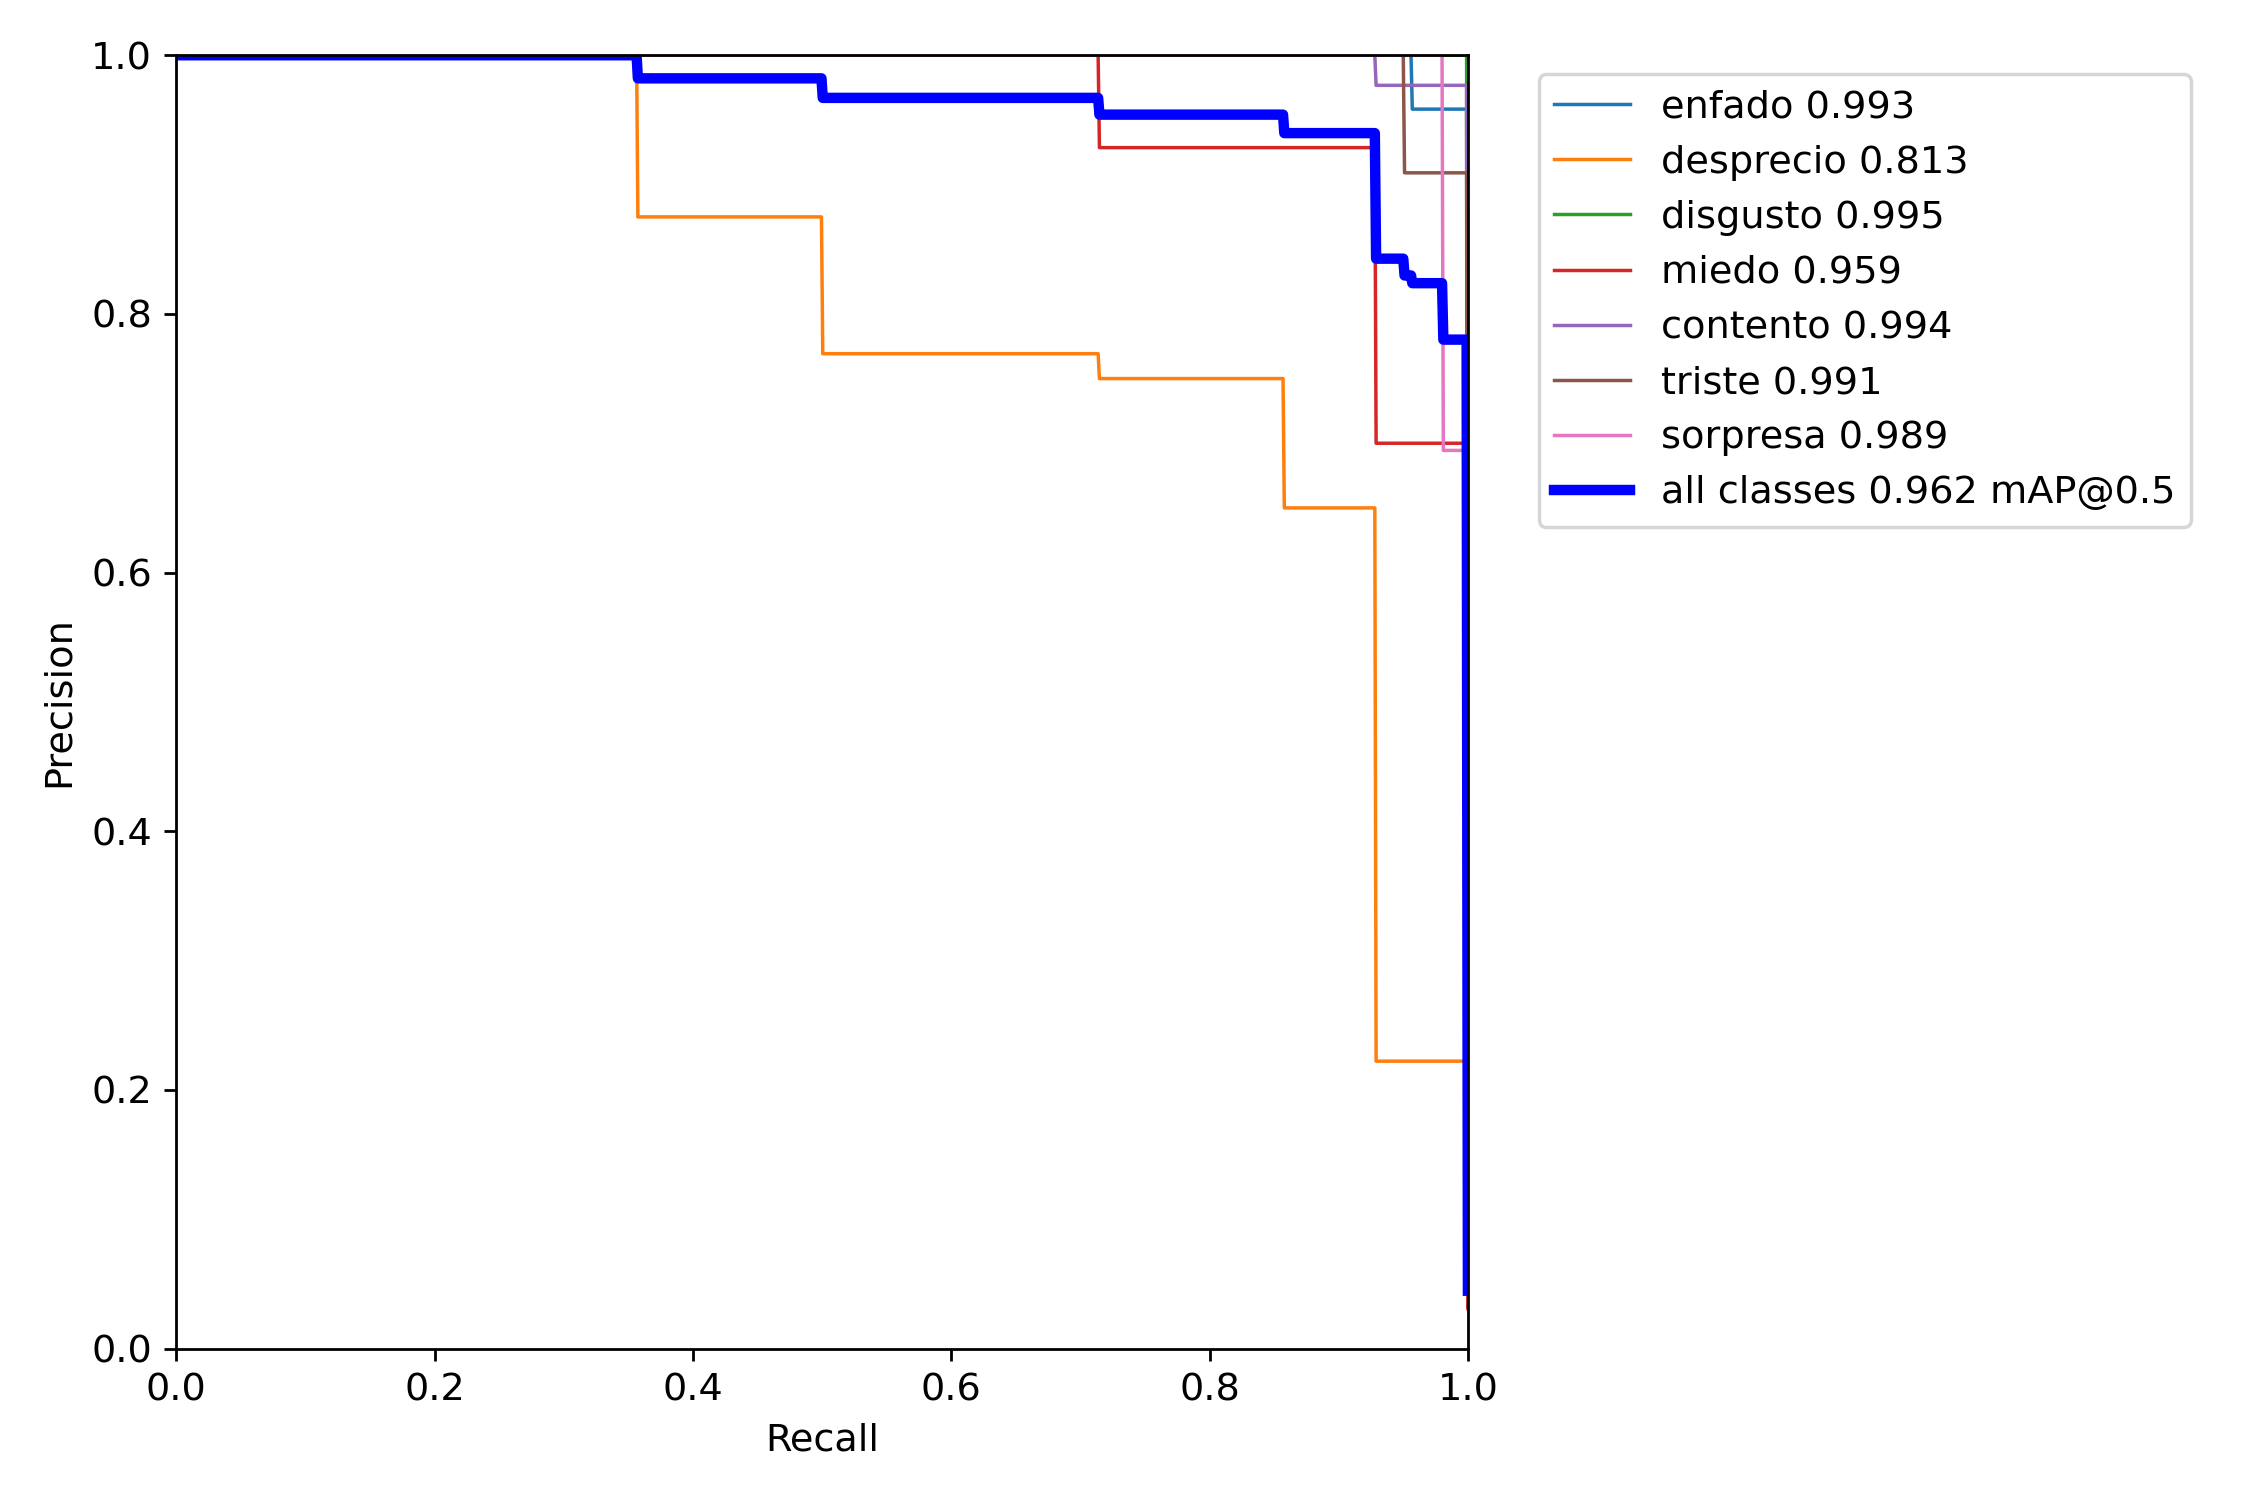 1.0
0.8
0.6
0.4
0.2
0.0
Precision
0.0 0.2 0.4 0.6 0.8 1.0
Recall
enfado 0.993
desprecio 0.813
disgusto 0.995
miedo 0.959
contento 0.994
triste 0.991
sorpresa 0.989
all classes 0.962 mAP@0.5